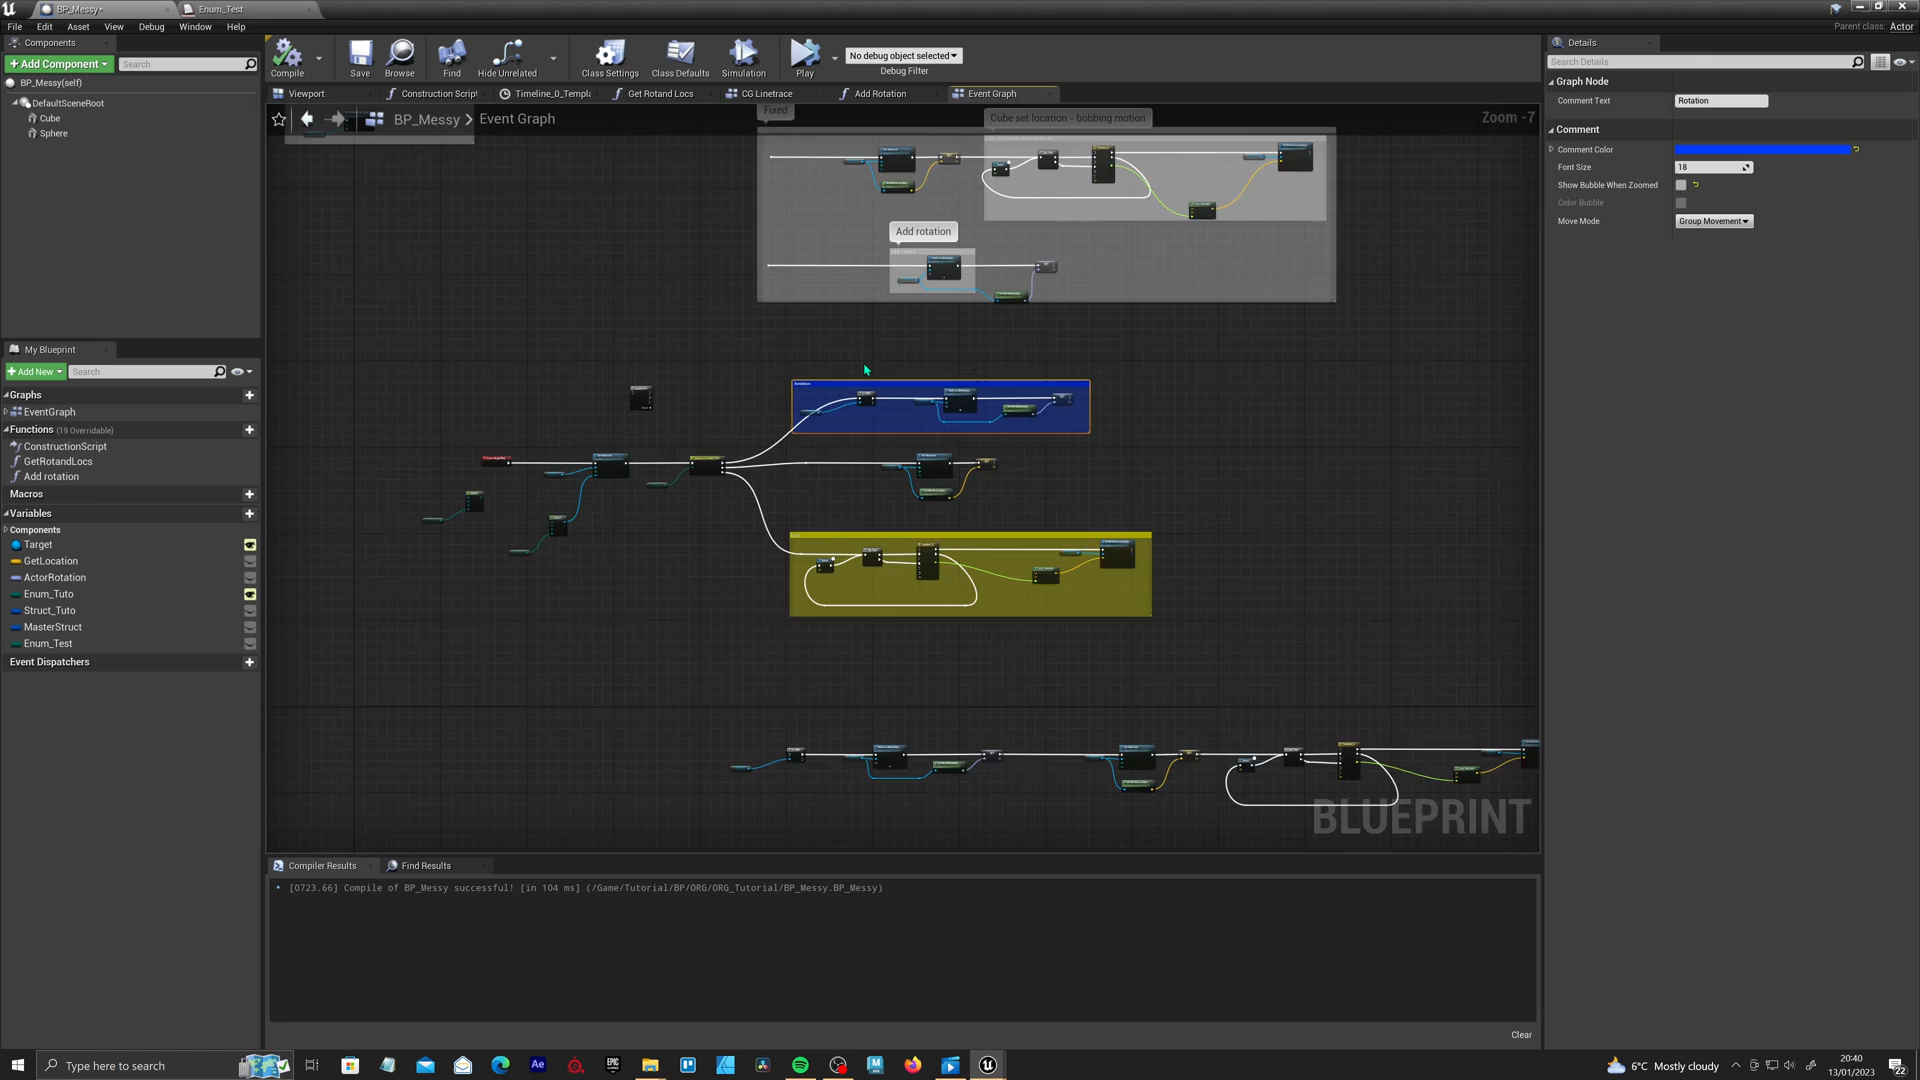 BP_Messy*
Enum_Test
File Edit Asset View Debug Window Help
Parent class: Actor
Components
+ Add Component
Search
BP_Messy(self)
DefaultSceneRoot
Cube
Sphere
Compile
Save
Browse
Find
Hide Unrelated
Class Settings
Class Defaults
Simulation
Play
No debug object selected
Debug Filter
Viewport
Construction Script
Timeline_0_Templ
Get Rotand Locs
CG Linetrace
Add Rotation
Event Graph
BP_Messy > Event Graph
Zoom -7
Fixed
Cube set location - bobbing motion
Add rotation
Rotation
BLUEPRINT
My Blueprint
+ Add New
Search
Graphs
EventGraph
Functions (19 Overridable)
ConstructionScript
GetRotandLocs
Add rotation
Macros
Variables
Components
Target
GetLocation
ActorRotation
Enum_Tuto
Struct_Tuto
MasterStruct
Enum_Test
Event Dispatchers
Compiler Results
Find Results
[0723.66] Compile of BP_Messy successful! [in 104 ms] (/Game/Tutorial/BP/ORG/ORG_Tutorial/BP_Messy.BP_Messy)
Clear
Details
Search Details
Graph Node
Comment Text
Rotation
Comment
Comment Color
Font Size
18
Show Bubble When Zoomed
Color Bubble
Move Mode
Group Movement
Type here to search
6°C Mostly cloudy
20:40
13/01/2023
22